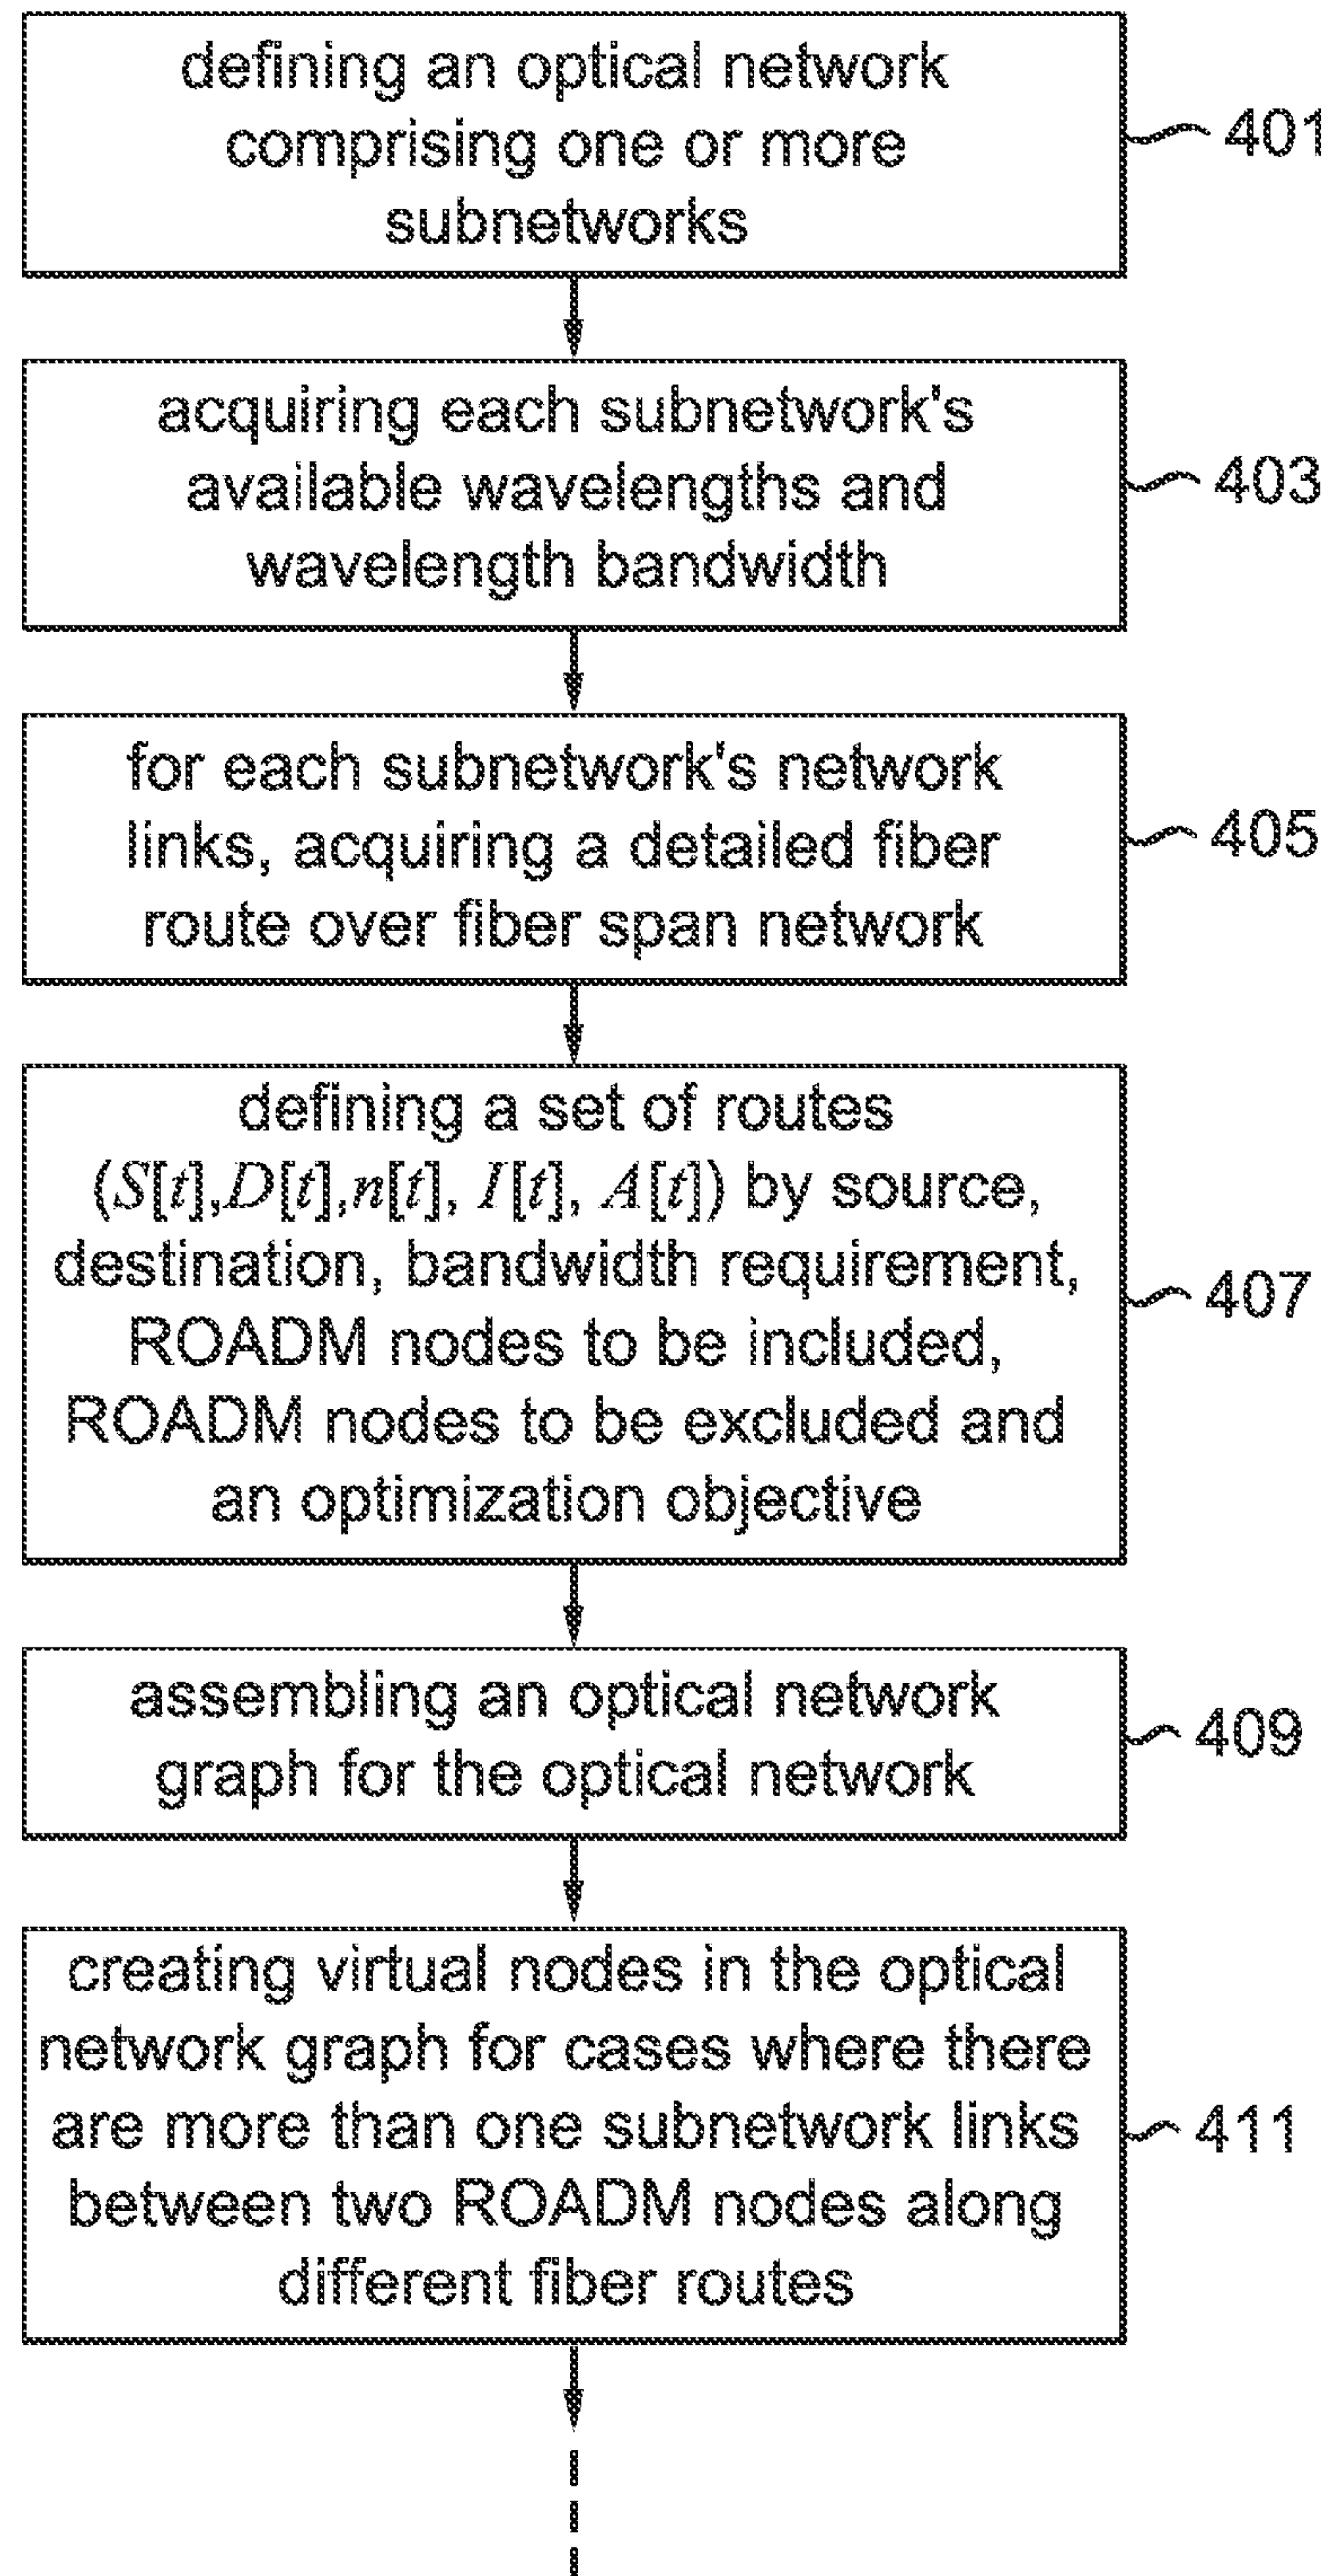 defining an optical network
comprising one or more
subnetworks
401
acquiring each subnetwork's
available wavelengths and
wavelength bandwidth
403
for each subnetwork's network
links, acquiring a detailed fiber
route over fiber span network
405
defining a set of routes
(S[t],D[t],n[t], I[t], A[t]) by source,
destination, bandwidth requirement,
ROADM nodes to be included,
ROADM nodes to be excluded and
an optimization objective
407
assembling an optical network
graph for the optical network
409
creating virtual nodes in the optical
network graph for cases where there
are more than one subnetwork links
between two ROADM nodes along
different fiber routes
411